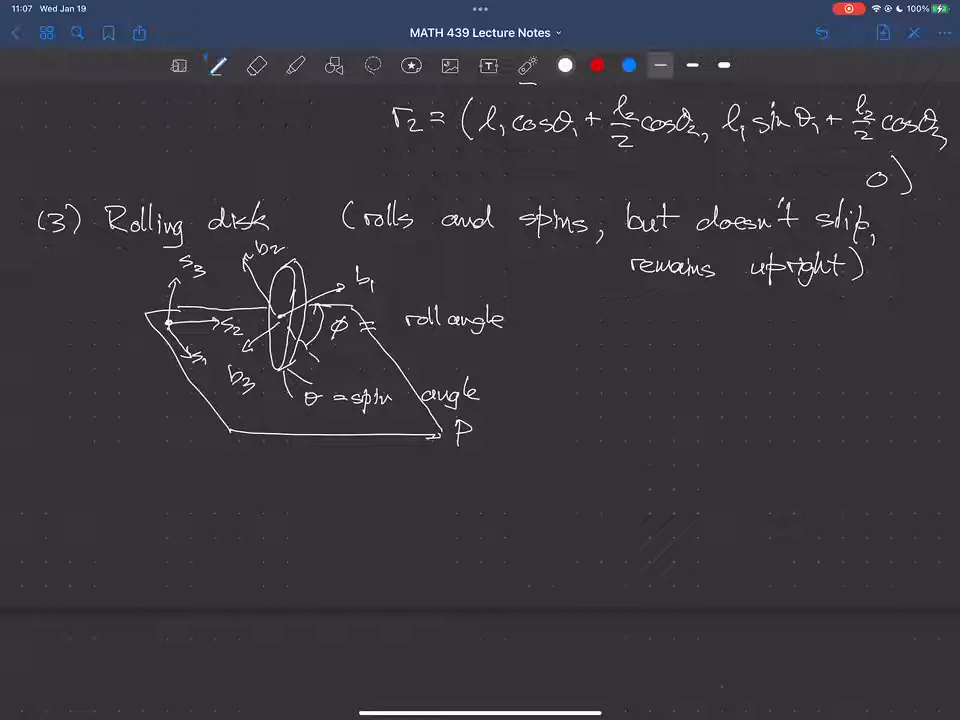 11:07 Wed Jan 19
100%
MATH 439 Lecture Notes
r₂ = (l₁ cosθ₁ + l₂/2 cosθ₂, l₁ sinθ₁ + l₂/2 cosθ₂,
0)
(3) Rolling disk (rolls and spins, but doesn't slip,
remains upright)
b₂
s₃
b₁
s₂
φ = roll angle
s₁
b₃
θ = spin angle
P